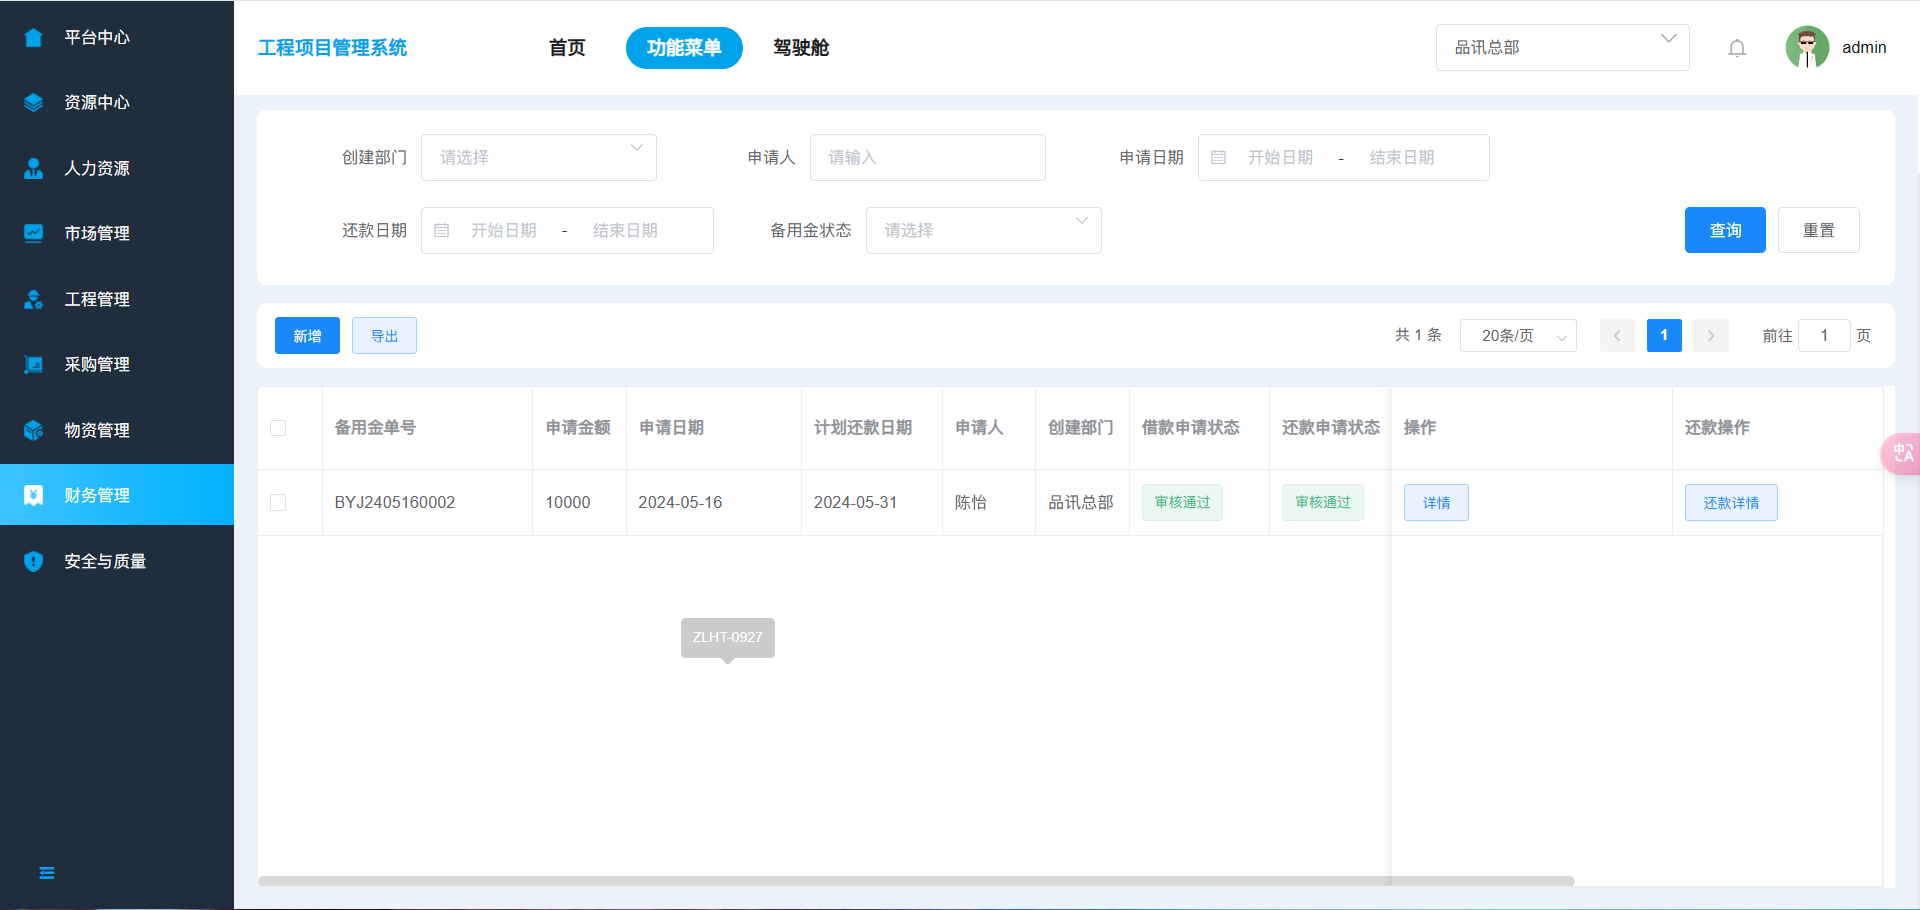 平台中心
资源中心
人力资源
市场管理
工程管理
采购管理
物资管理
财务管理
安全与质量
工程项目管理系统
首页
功能菜单
驾驶舱
品讯总部
admin
创建部门 请选择
申请人 请输入
申请日期 开始日期 - 结束日期
还款日期 开始日期 - 结束日期
备用金状态 请选择
查询
重置
新增
导出
共 1 条
20条/页
1
前往 1 页
备用金单号 申请金额 申请日期 计划还款日期 申请人 创建部门 借款申请状态 还款申请状态 操作 还款操作
BYJ2405160002 10000 2024-05-16 2024-05-31 陈怡 品讯总部 审核通过 审核通过 详情 还款详情
ZLHT-0927
中A